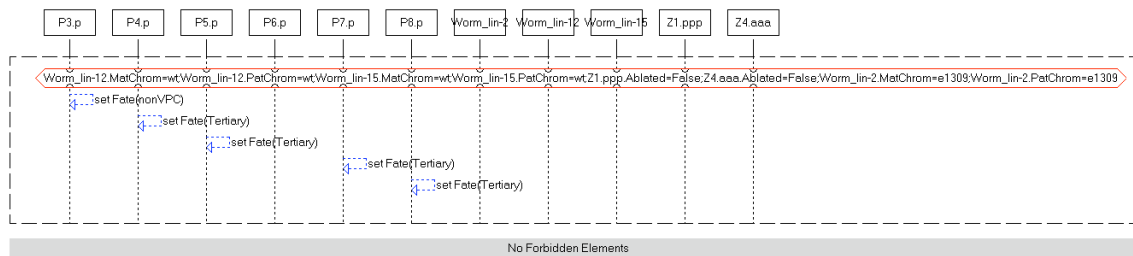 P3.p P4.p P5.p P6.p P7.p P8.p Worm_lin-2 Worm_lin-12 Worm_lin-15 Z1.ppp Z4.aaa
Worm_lin-12.MatChrom=wt;Worm_lin-12.PatChrom=wt;Worm_lin-15.MatChrom=wt;Worm_lin-15.PatChrom=wt;Z1.ppp.Ablated=False;Z4.aaa.Ablated=False;Worm_lin-2.MatChrom=e1309;Worm_lin-2.PatChrom=e1309
set Fate(nonVPC)
set Fate(Tertiary)
set Fate(Tertiary)
set Fate(Tertiary)
set Fate(Tertiary)
No Forbidden Elements